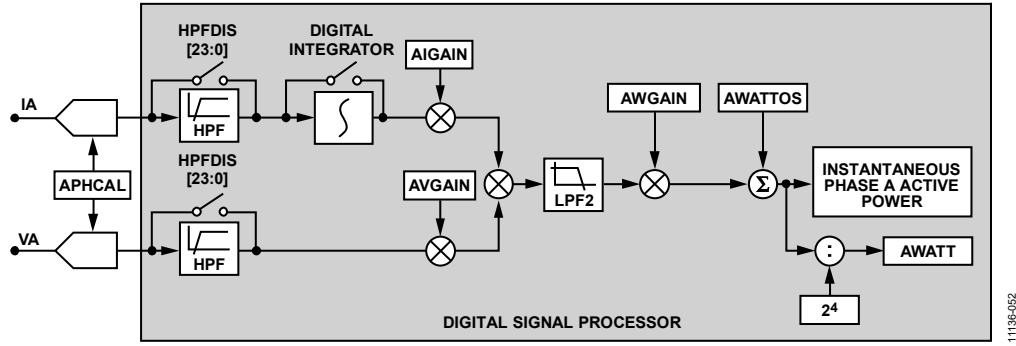 HPFDIS
[23:0]
DIGITAL
INTEGRATOR
AIGAIN
IA
HPF
AWGAIN
AWATTOS
HPFDIS
[23:0]
APHCAL
AVGAIN
LPF2
Σ
INSTANTANEOUS
PHASE A ACTIVE
POWER
VA
HPF
:
AWATT
2⁴
DIGITAL SIGNAL PROCESSOR
11136-052